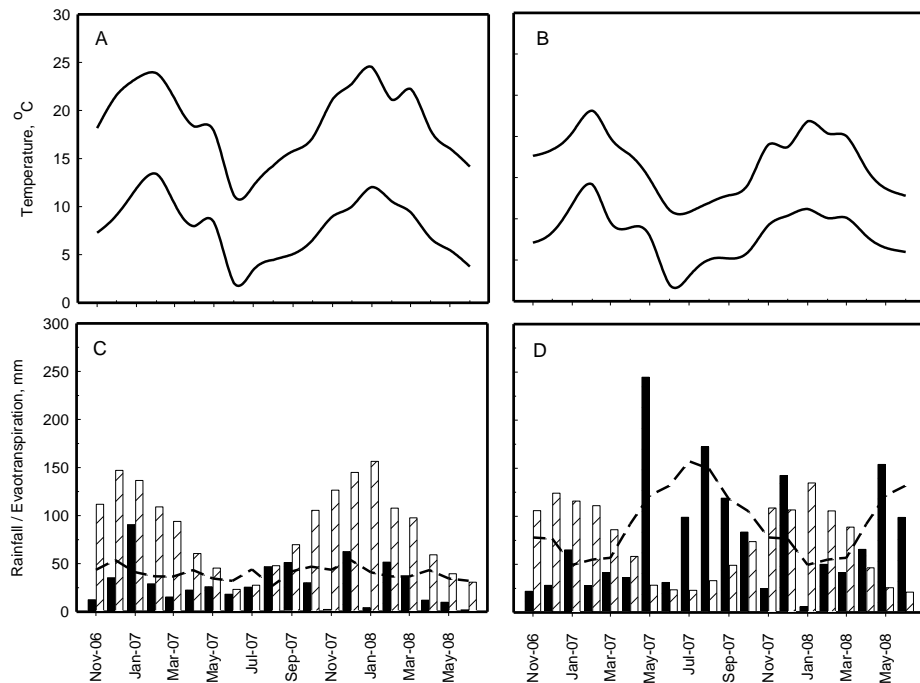 A
B
30
25
20
15
10
5
0
Temperature, °C
C
D
300
250
200
150
100
50
0
Rainfall / Evaotranspiration, mm
Nov-06
Jan-07
Mar-07
May-07
Jul-07
Sep-07
Nov-07
Jan-08
Mar-08
May-08
Nov-06
Jan-07
Mar-07
May-07
Jul-07
Sep-07
Nov-07
Jan-08
Mar-08
May-08